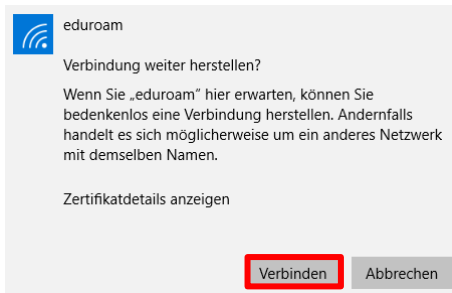 eduroam
Verbindung weiter herstellen?
Wenn Sie „eduroam" hier erwarten, können Sie
bedenkenlos eine Verbindung herstellen. Andernfalls
handelt es sich möglicherweise um ein anderes Netzwerk
mit demselben Namen.
Zertifikatdetails anzeigen
Verbinden Abbrechen